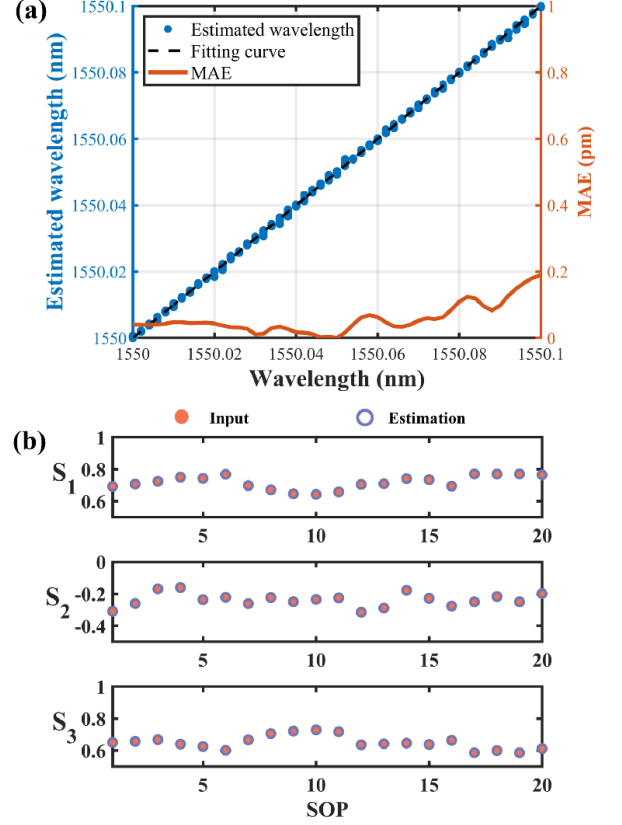 (a)
Estimated wavelength
Fitting curve
MAE
Estimated wavelength (nm)
1550.1
1550.08
1550.06
1550.04
1550.02
1550
1
0.8
0.6
0.4
0.2
0
MAE (pm)
1550 1550.02 1550.04 1550.06 1550.08 1550.1
Wavelength (nm)
Input Estimation
(b)
S1
1
0.8
0.6
5 10 15 20
S2
0
-0.2
-0.4
5 10 15 20
S3
1
0.8
0.6
5 10 15 20
SOP